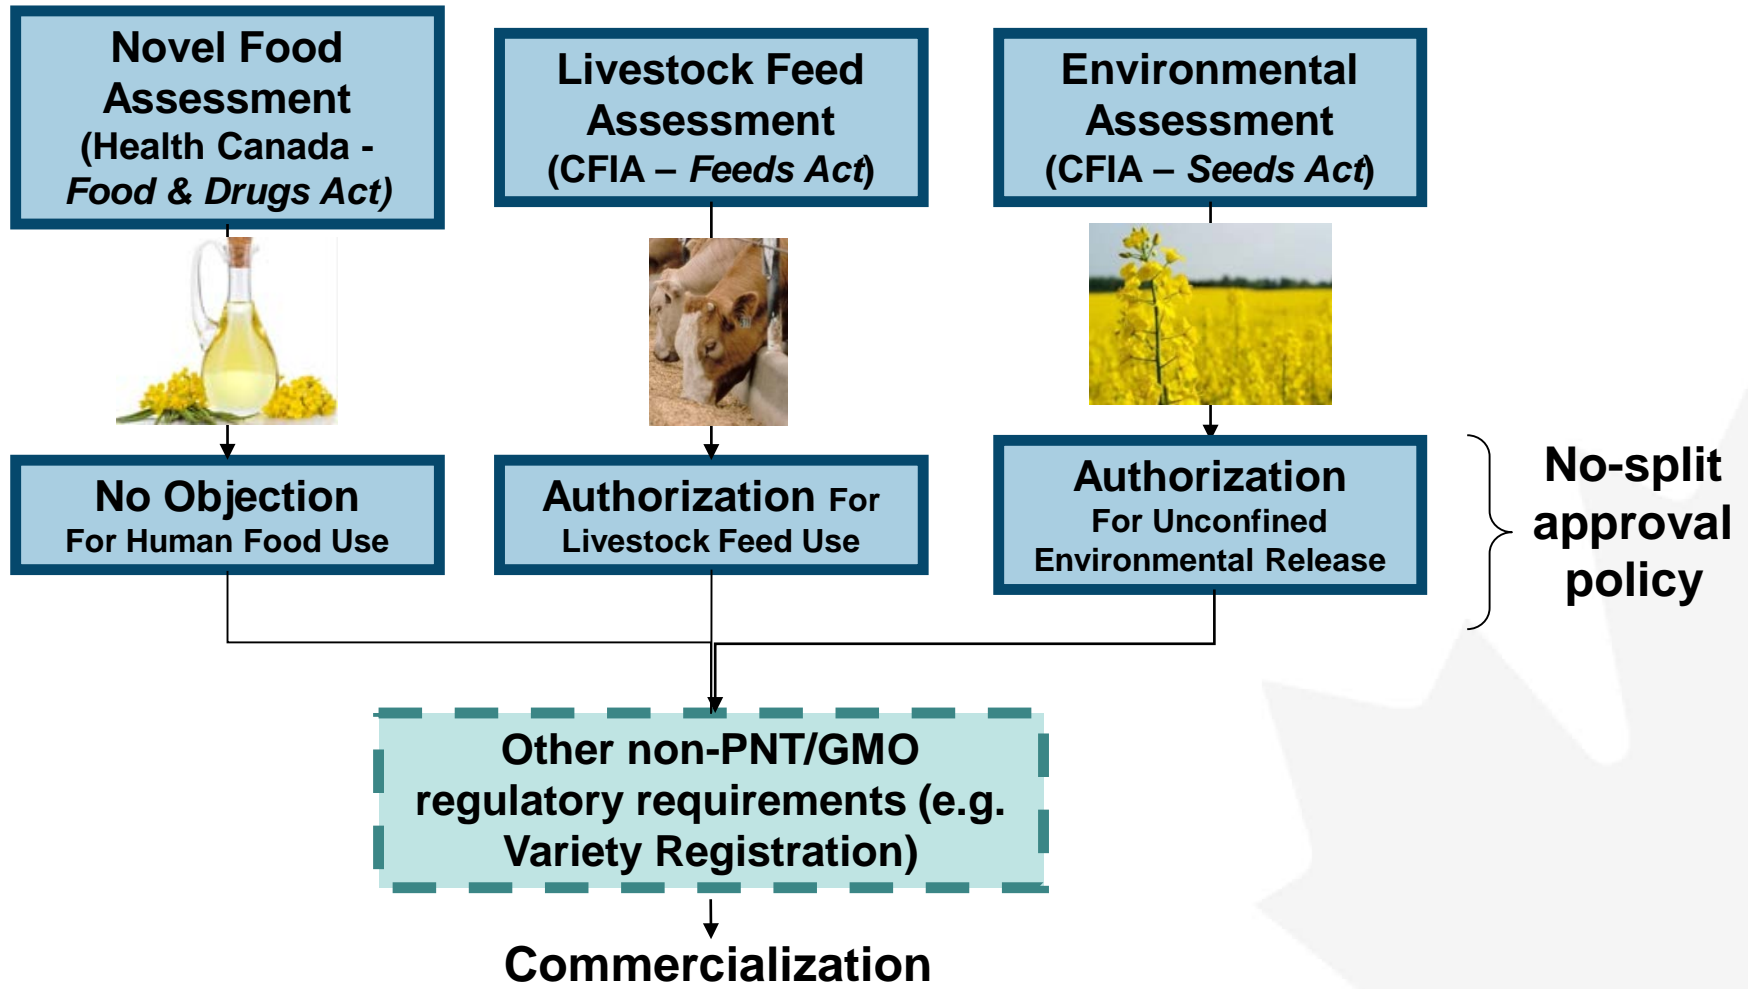 Novel Food
Assessment
(Health Canada -
Food & Drugs Act)
Livestock Feed
Assessment
(CFIA – Feeds Act)
Environmental
Assessment
(CFIA – Seeds Act)
No Objection
For Human Food Use
Authorization For
Livestock Feed Use
Authorization
For Unconfined
Environmental Release
No-split
approval
policy
Other non-PNT/GMO
regulatory requirements (e.g.
Variety Registration)
Commercialization